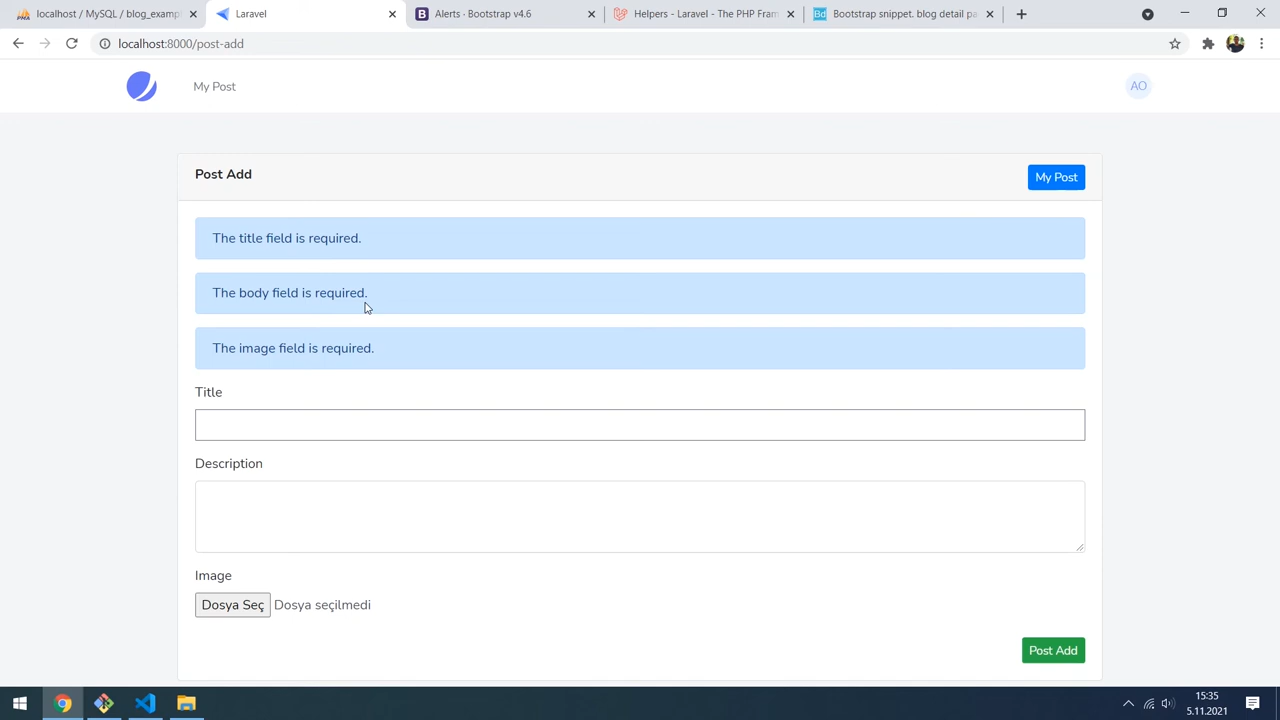 localhost / MySQL / blog_examp
Laravel
Alerts · Bootstrap v4.6
Helpers - Laravel - The PHP Fram
Bootstrap snippet. blog detail pa
localhost:8000/post-add
My Post
AO
Post Add
My Post
The title field is required.
The body field is required.
The image field is required.
Title
Description
Image
Dosya Seç Dosya seçilmedi
Post Add
15:35
5.11.2021